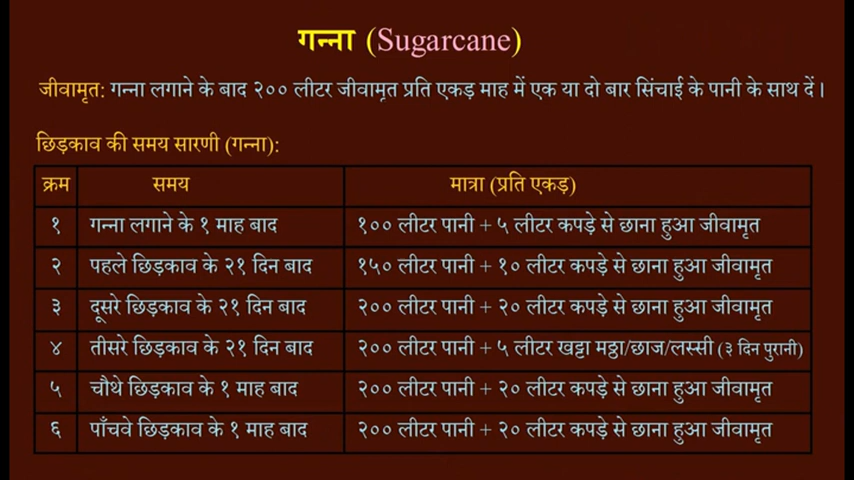 गन्ना (Sugarcane)
जीवामृत: गन्ना लगाने के बाद २०० लीटर जीवामृत प्रति एकड़ माह में एक या दो बार सिंचाई के पानी के साथ दें।
छिड़काव की समय सारणी (गन्ना):
क्रम समय मात्रा (प्रति एकड़)
१ गन्ना लगाने के १ माह बाद १०० लीटर पानी + ५ लीटर कपड़े से छाना हुआ जीवामृत
२ पहले छिड़काव के २१ दिन बाद १५० लीटर पानी + १० लीटर कपड़े से छाना हुआ जीवामृत
३ दूसरे छिड़काव के २१ दिन बाद २०० लीटर पानी + २० लीटर कपड़े से छाना हुआ जीवामृत
४ तीसरे छिड़काव के २१ दिन बाद २०० लीटर पानी + ५ लीटर खट्टा मट्ठा/छाज/लस्सी (३ दिन पुरानी)
५ चौथे छिड़काव के १ माह बाद २०० लीटर पानी + २० लीटर कपड़े से छाना हुआ जीवामृत
६ पाँचवे छिड़काव के १ माह बाद २०० लीटर पानी + २० लीटर कपड़े से छाना हुआ जीवामृत